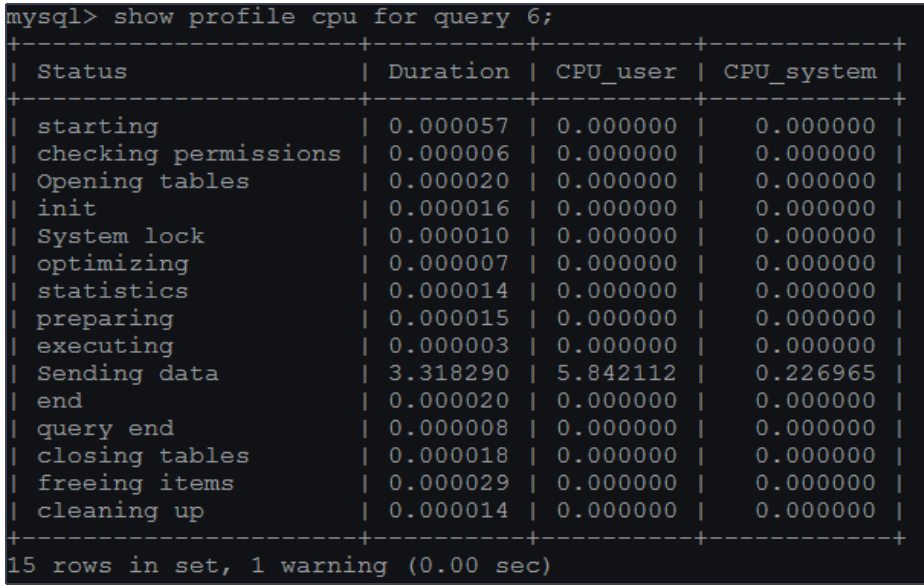 mysql> show profile cpu for query 6;
+----------------------+----------+----------+------------+
| Status               | Duration | CPU_user | CPU_system |
+----------------------+----------+----------+------------+
| starting             | 0.000057 | 0.000000 |   0.000000 |
| checking permissions | 0.000006 | 0.000000 |   0.000000 |
| Opening tables       | 0.000020 | 0.000000 |   0.000000 |
| init                 | 0.000016 | 0.000000 |   0.000000 |
| System lock          | 0.000010 | 0.000000 |   0.000000 |
| optimizing           | 0.000007 | 0.000000 |   0.000000 |
| statistics           | 0.000014 | 0.000000 |   0.000000 |
| preparing            | 0.000015 | 0.000000 |   0.000000 |
| executing            | 0.000003 | 0.000000 |   0.000000 |
| Sending data         | 3.318290 | 5.842112 |   0.226965 |
| end                  | 0.000020 | 0.000000 |   0.000000 |
| query end            | 0.000008 | 0.000000 |   0.000000 |
| closing tables       | 0.000018 | 0.000000 |   0.000000 |
| freeing items        | 0.000029 | 0.000000 |   0.000000 |
| cleaning up          | 0.000014 | 0.000000 |   0.000000 |
+----------------------+----------+----------+------------+
15 rows in set, 1 warning (0.00 sec)